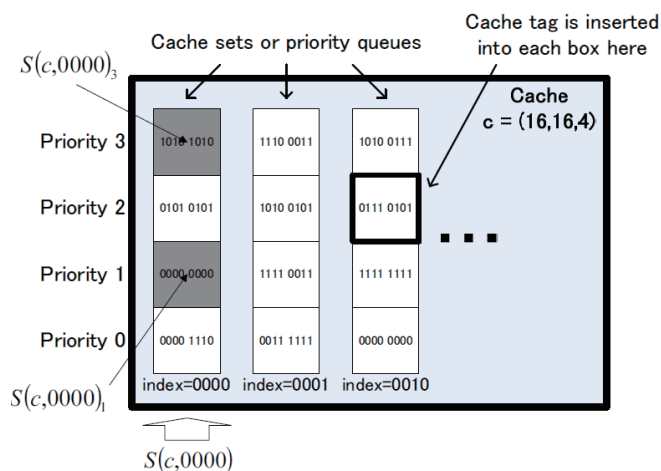 Cache tag is inserted
into each box here
Cache sets or priority queues
S(c,0000)₃
Cache
c = (16,16,4)
Priority 3
1010 1010
1110 0011
1010 0111
Priority 2
0101 0101
1010 0101
0111 0101
...
Priority 1
0000 0000
1111 0011
1111 1111
Priority 0
0000 1110
0011 1111
0000 0000
index=0000
index=0001
index=0010
S(c,0000)₁
S(c,0000)